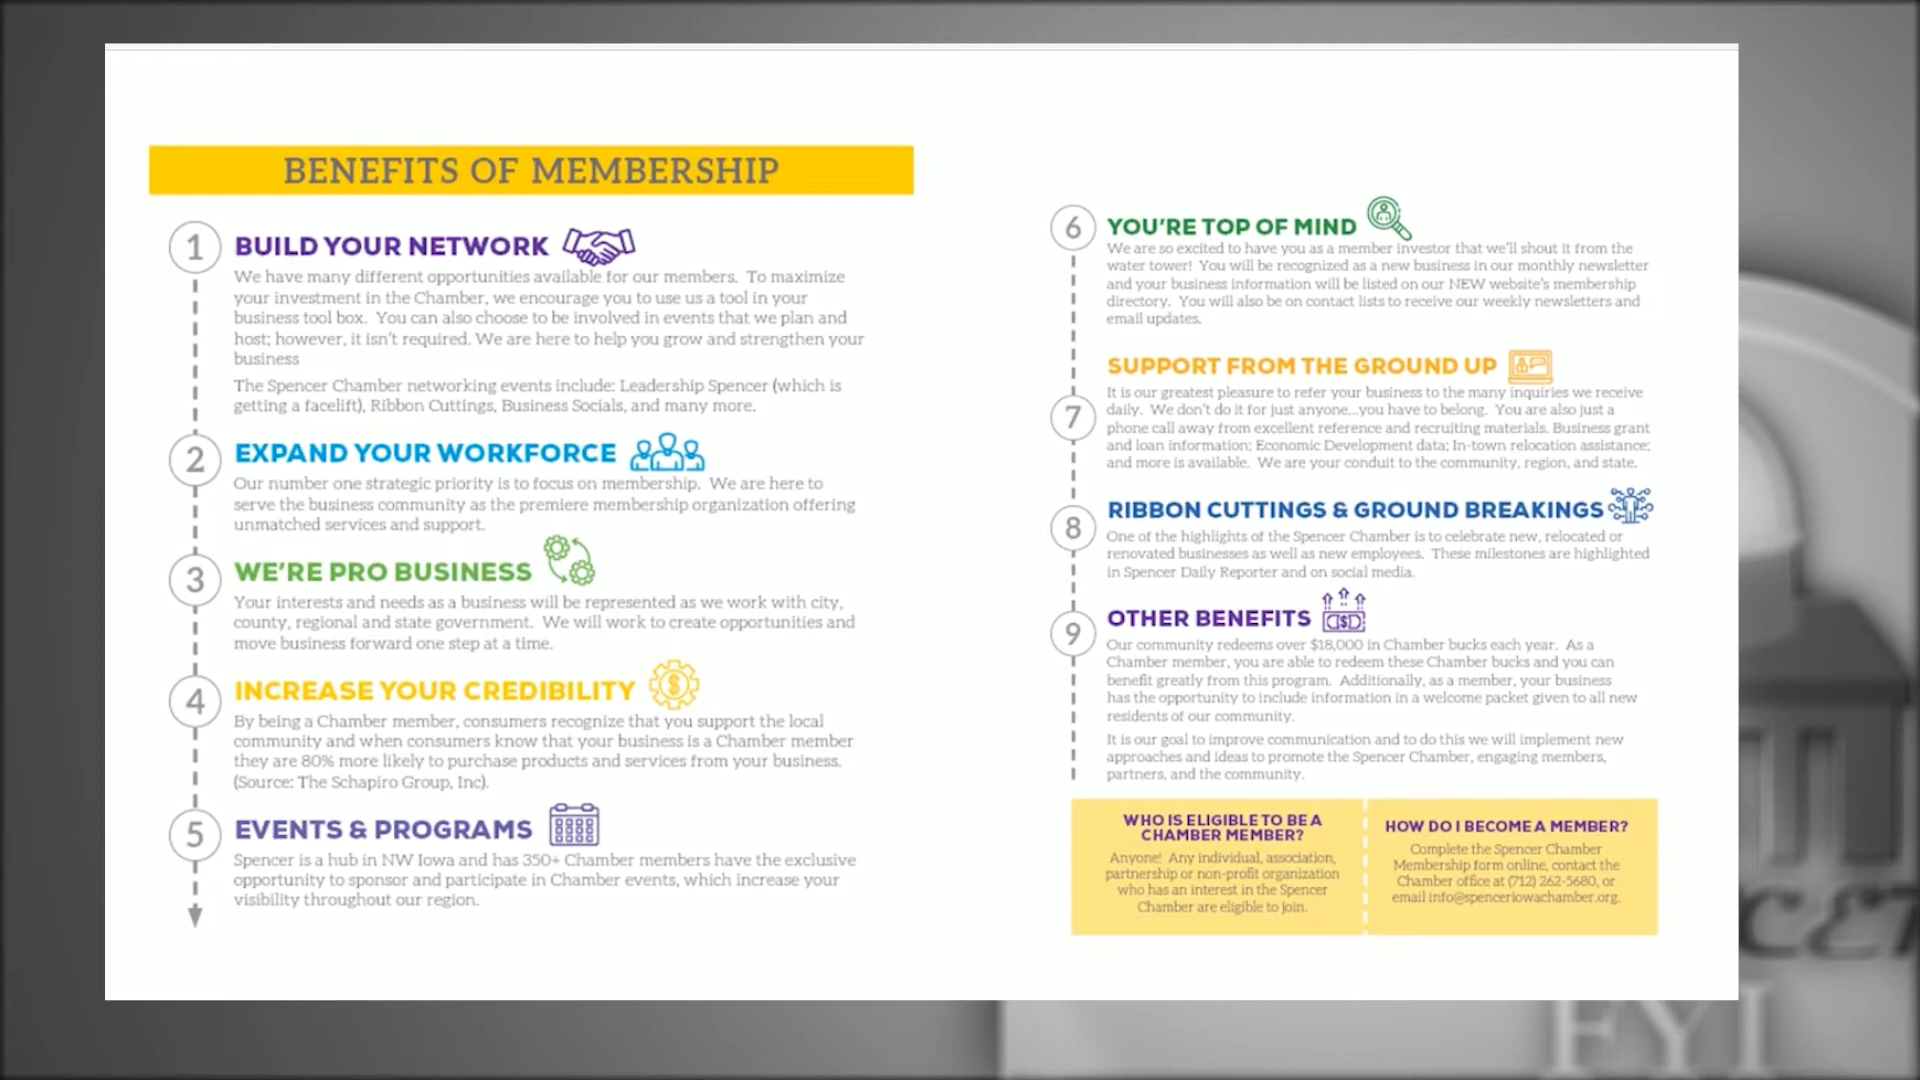 BENEFITS OF MEMBERSHIP
1
BUILD YOUR NETWORK
We have many different opportunities available for our members. To maximize
your investment in the Chamber, we encourage you to use us a tool in your
business tool box. You can also choose to be involved in events that we plan and
host; however, it isn't required. We are here to help you grow and strengthen your
business
The Spencer Chamber networking events include: Leadership Spencer (which is
getting a facelift), Ribbon Cuttings, Business Socials, and many more.
2
EXPAND YOUR WORKFORCE
Our number one strategic priority is to focus on membership. We are here to
serve the business community as the premiere membership organization offering
unmatched services and support.
3
WE'RE PRO BUSINESS
Your interests and needs as a business will be represented as we work with city,
county, regional and state government. We will work to create opportunities and
move business forward one step at a time.
4
INCREASE YOUR CREDIBILITY
By being a Chamber member, consumers recognize that you support the local
community and when consumers know that your business is a Chamber member
they are 80% more likely to purchase products and services from your business.
(Source: The Schapiro Group, Inc).
5
EVENTS & PROGRAMS
Spencer is a hub in NW Iowa and has 350+ Chamber members have the exclusive
opportunity to sponsor and participate in Chamber events, which increase your
visibility throughout our region.
6
YOU'RE TOP OF MIND
We are so excited to have you as a member investor that we'll shout it from the
water tower! You will be recognized as a new business in our monthly newsletter
and your business information will be listed on our NEW website's membership
directory. You will also be on contact lists to receive our weekly newsletters and
email updates.
7
SUPPORT FROM THE GROUND UP
It is our greatest pleasure to refer your business to the many inquiries we receive
daily. We don't do it for just anyone...you have to belong. You are also just a
phone call away from excellent reference and recruiting materials. Business grant
and loan information; Economic Development data; In-town relocation assistance;
and more is available. We are your conduit to the community, region, and state.
8
RIBBON CUTTINGS & GROUND BREAKINGS
One of the highlights of the Spencer Chamber is to celebrate new, relocated or
renovated businesses as well as new employees. These milestones are highlighted
in Spencer Daily Reporter and on social media.
9
OTHER BENEFITS
Our community redeems over $18,000 in Chamber bucks each year. As a
Chamber member, you are able to redeem these Chamber bucks and you can
benefit greatly from this program. Additionally, as a member, your business
has the opportunity to include information in a welcome packet given to all new
residents of our community.
It is our goal to improve communication and to do this we will implement new
approaches and ideas to promote the Spencer Chamber, engaging members,
partners, and the community.
WHO IS ELIGIBLE TO BE A
CHAMBER MEMBER?
Anyone! Any individual, association,
partnership or non-profit organization
who has an interest in the Spencer
Chamber are eligible to join.
HOW DO I BECOME A MEMBER?
Complete the Spencer Chamber
Membership form online, contact the
Chamber office at (712) 262-5680, or
email info@spenceriowachamber.org.
FYI